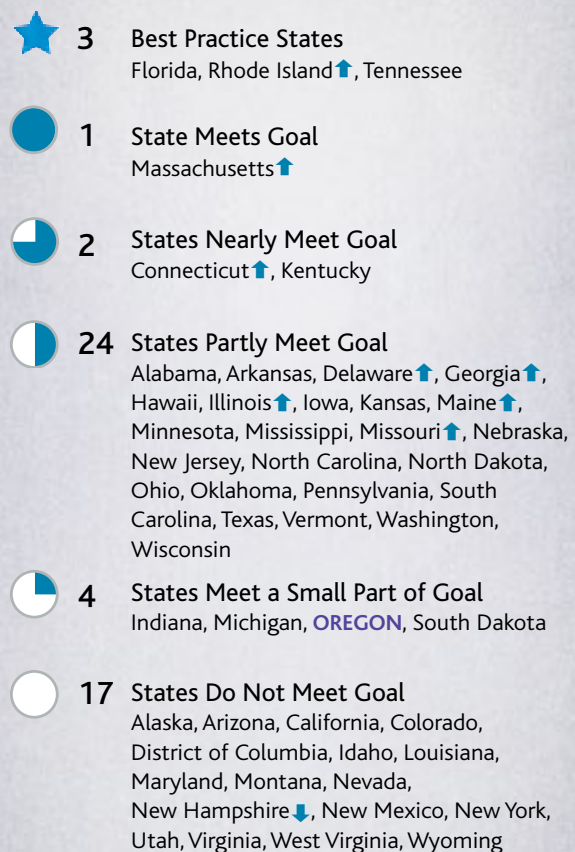 3 Best Practice States
Florida, Rhode Island⬆, Tennessee
1 State Meets Goal
Massachusetts⬆
2 States Nearly Meet Goal
Connecticut⬆, Kentucky
24 States Partly Meet Goal
Alabama, Arkansas, Delaware⬆, Georgia⬆,
Hawaii, Illinois⬆, Iowa, Kansas, Maine⬆,
Minnesota, Mississippi, Missouri⬆, Nebraska,
New Jersey, North Carolina, North Dakota,
Ohio, Oklahoma, Pennsylvania, South
Carolina, Texas, Vermont, Washington,
Wisconsin
4 States Meet a Small Part of Goal
Indiana, Michigan, OREGON, South Dakota
17 States Do Not Meet Goal
Alaska, Arizona, California, Colorado,
District of Columbia, Idaho, Louisiana,
Maryland, Montana, Nevada,
New Hampshire⬇, New Mexico, New York,
Utah, Virginia, West Virginia, Wyoming